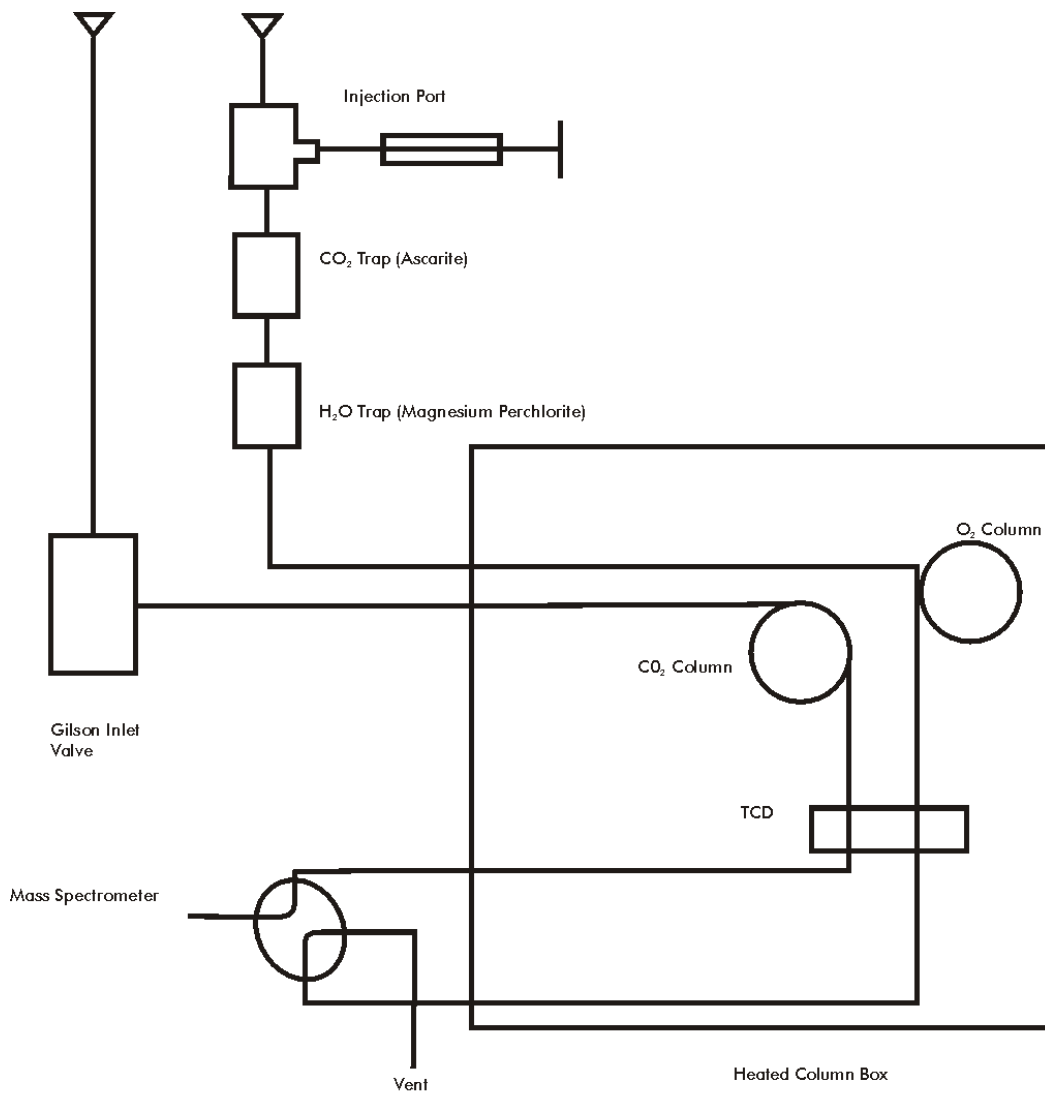 Injection Port
CO₂ Trap (Ascarite)
H₂O Trap (Magnesium Perchlorite)
O₂ Column
C0₂ Column
Gilson Inlet
Valve
TCD
Mass Spectrometer
Vent
Heated Column Box